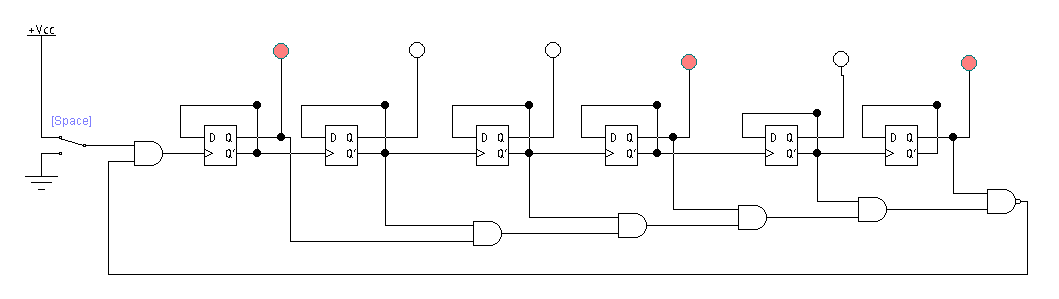 +Vcc
[Space]
D Q D Q D Q D Q D Q D Q
Q' Q' Q' Q' Q' Q'